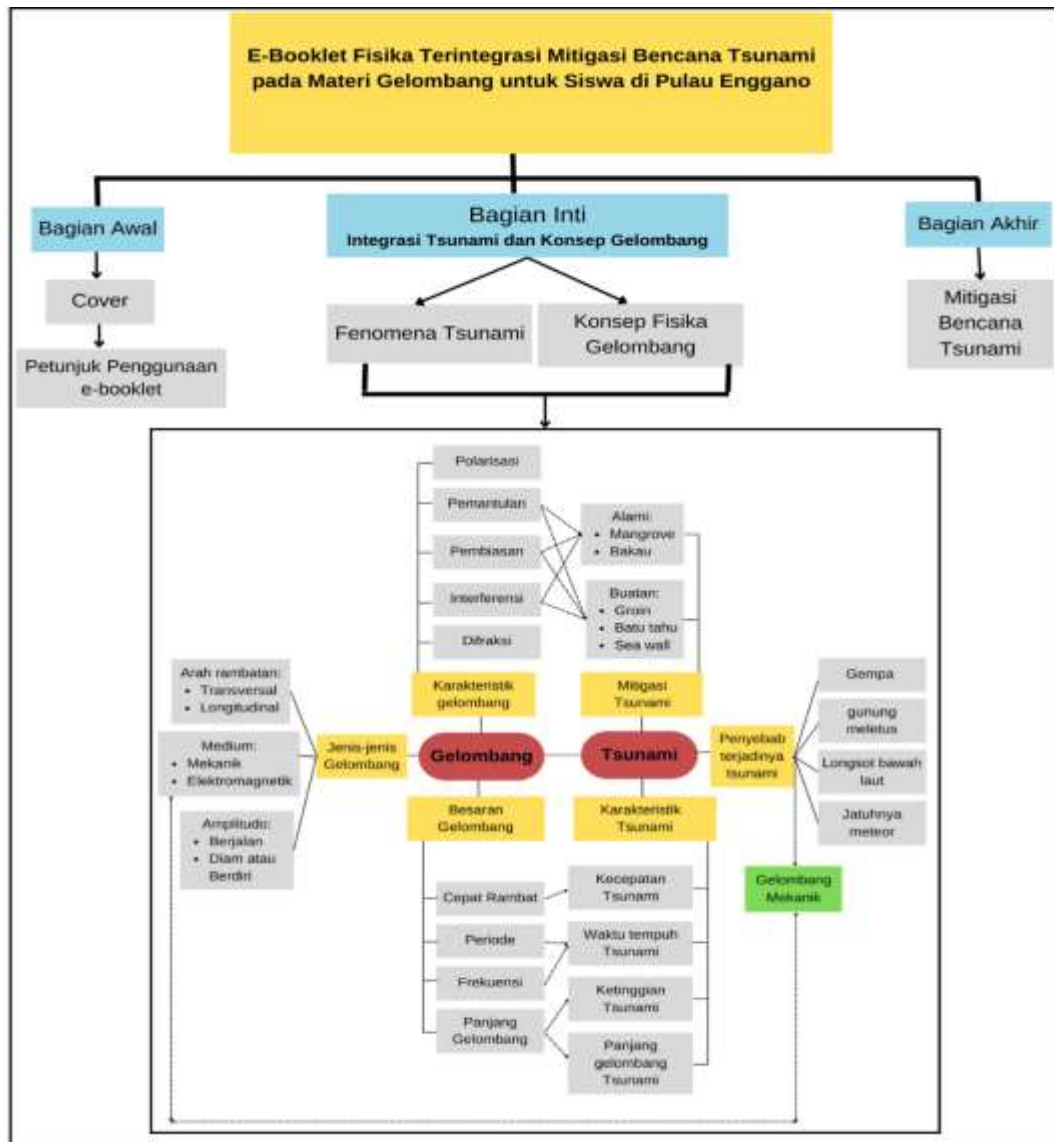 E-Booklet Fisika Terintegrasi Mitigasi Bencana Tsunami
pada Materi Gelombang untuk Siswa di Pulau Enggano
Bagian Awal
Bagian Inti
Integrasi Tsunami dan Konsep Gelombang
Bagian Akhir
Cover
Petunjuk Penggunaan
e-booklet
Fenomena Tsunami
Konsep Fisika
Gelombang
Mitigasi
Bencana
Tsunami
Polarisasi
Pemantulan
Pembiasan
Interferensi
Difraksi
Alami:
• Mangrove
• Bakau
Buatan:
• Groin
• Batu tahu
• Sea wall
Karakteristik
gelombang
Mitigasi
Tsunami
Arah rambatan:
• Transversal
• Longitudinal
Medium:
• Mekanik
• Elektromagnetik
Amplitudo:
• Berjalan
• Diam atau
Berdiri
Jenis-jenis
Gelombang
Gelombang
Tsunami
Penyebab
terjadinya
tsunami
Gempa
gunung
meletus
Longsot bawah
laut
Jatuhnya
meteor
Besaran
Gelombang
Karakteristik
Tsunami
Gelombang
Mekanik
Cepat Rambat
Periode
Frekuensi
Panjang
Gelombang
Kecepatan
Tsunami
Waktu tempuh
Tsunami
Ketinggian
Tsunami
Panjang
gelombang
Tsunami